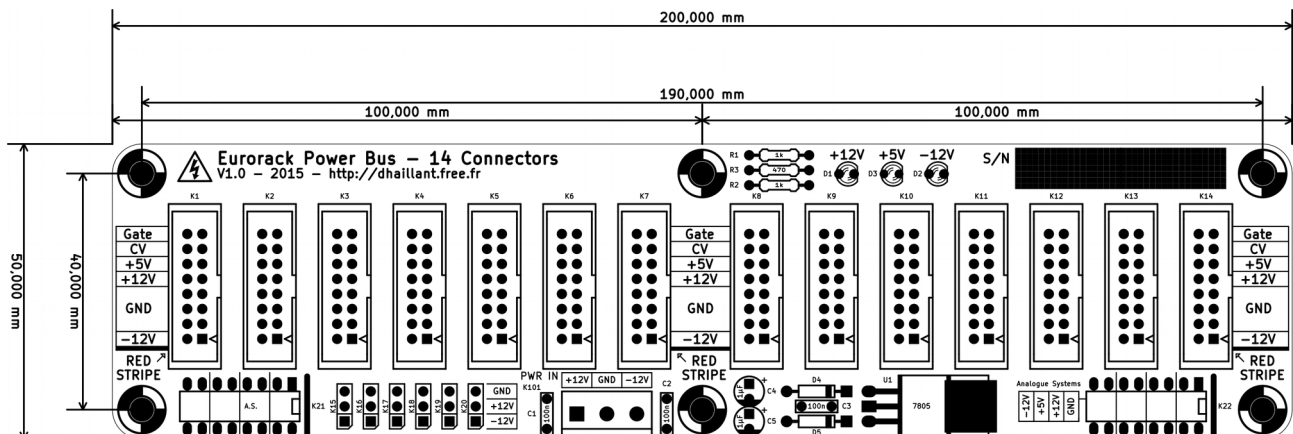 200,000 mm
190,000 mm
100,000 mm
100,000 mm
50,000 mm
40,000 mm
Eurorack Power Bus – 14 Connectors
V1.0 – 2015 – http://dhaillant.free.fr
R1
1k
R3
470
R2
1k
+12V
+5V
-12V
D1
D3
D2
S/N
K1
K2
K3
K4
K5
K6
K7
K8
K9
K10
K11
K12
K13
K14
Gate
CV
+5V
+12V
GND
-12V
RED
STRIPE
Gate
CV
+5V
+12V
GND
-12V
RED
STRIPE
Gate
CV
+5V
+12V
GND
-12V
RED
STRIPE
A.S.
K21
K15
K16
K17
K18
K19
K20
GND
+12V
-12V
PWR IN
K101
+12V
GND
-12V
C1
100n
C2
100n
1µF
+
C4
1µF
+
C5
D4
100n
C3
D5
U1
7805
Analogue Systems
-12V
+5V
+12V
GND
K22